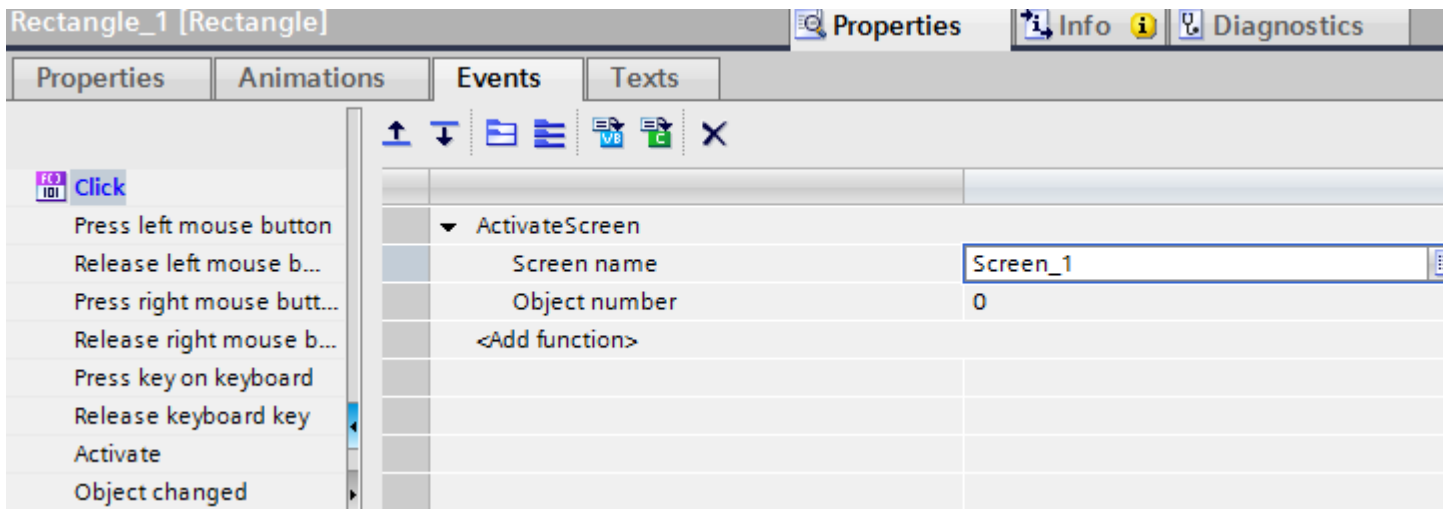 Rectangle_1 [Rectangle]
Properties
Info
Diagnostics
Properties
Animations
Events
Texts
VB
C
F()
101
Click
Press left mouse button
Release left mouse b...
Press right mouse butt...
Release right mouse b...
Press key on keyboard
Release keyboard key
Activate
Object changed
ActivateScreen
Screen name
Screen_1
Object number
0
<Add function>